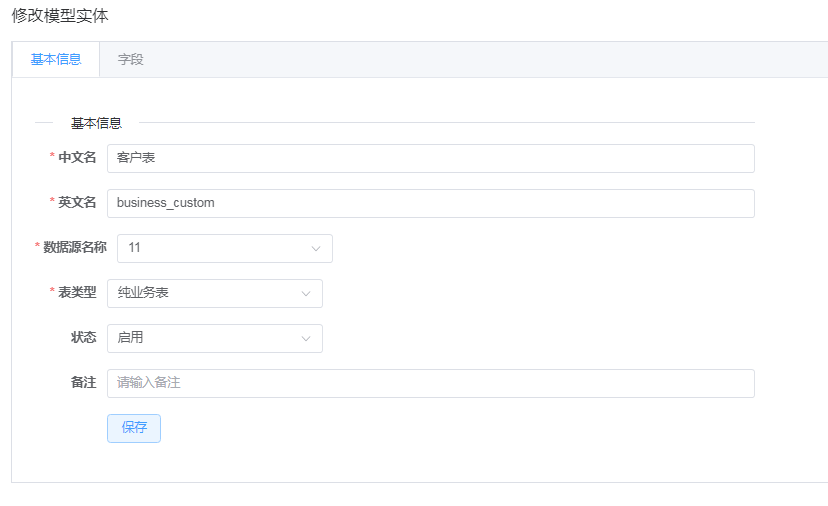 修改模型实体
基本信息 字段
基本信息
* 中文名 客户表
* 英文名 business_custom
* 数据源名称 11
* 表类型 纯业务表
状态 启用
备注 请输入备注
保存